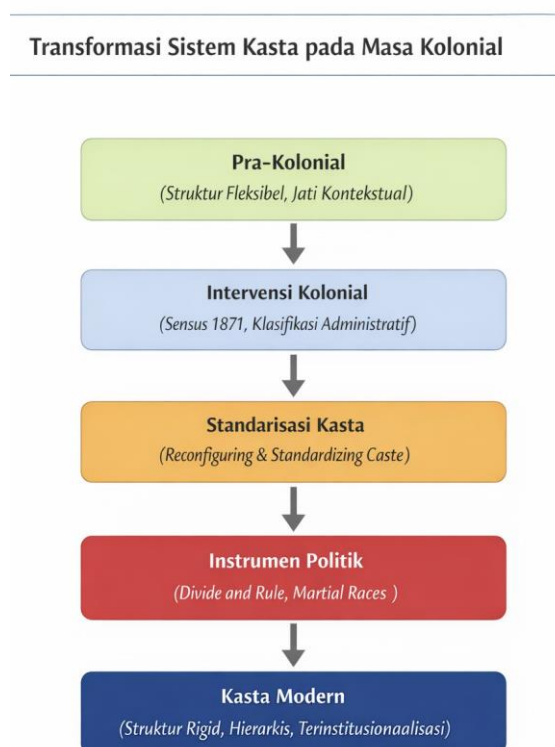 Transformasi Sistem Kasta pada Masa Kolonial
Pra-Kolonial
(Struktur Fleksibel, Jati Kontekstual)
Intervensi Kolonial
(Sensus 1871, Klasifikasi Administratif)
Standarisasi Kasta
(Reconfiguring & Standardizing Caste)
Instrumen Politik
(Divide and Rule, Martial Races )
Kasta Modern
(Struktur Rigid, Hierarkis, Terinstitusionaalisasi)